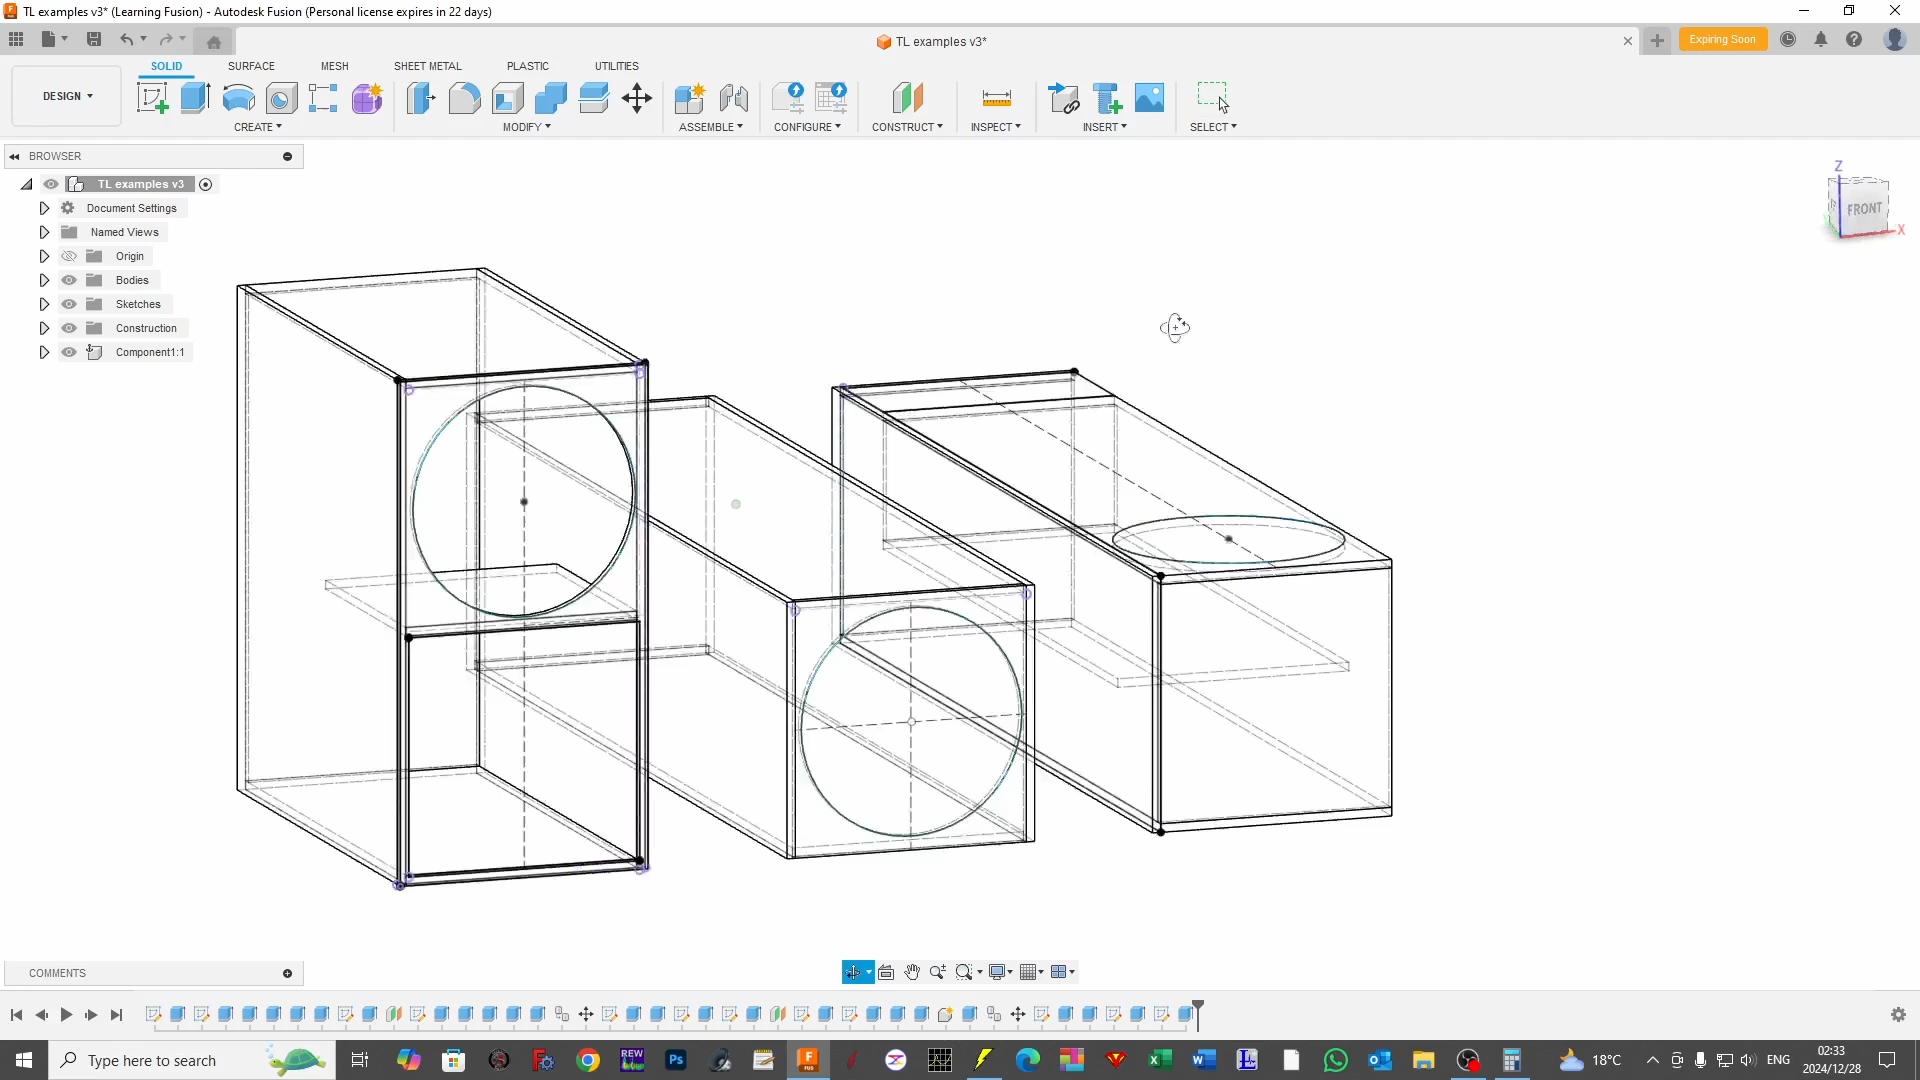 TL examples v3* (Learning Fusion) - Autodesk Fusion (Personal license expires in 22 days)
TL examples v3*
Expiring Soon
SOLID SURFACE MESH SHEET METAL PLASTIC UTILITIES
DESIGN
CREATE MODIFY ASSEMBLE CONFIGURE CONSTRUCT INSPECT INSERT SELECT
BROWSER
TL examples v3
Document Settings
Named Views
Origin
Bodies
Sketches
Construction
Component1:1
Z
FRONT
X
COMMENTS
Type here to search
REW
Ps
F
FUS
18°C
ENG
02:33
2024/12/28